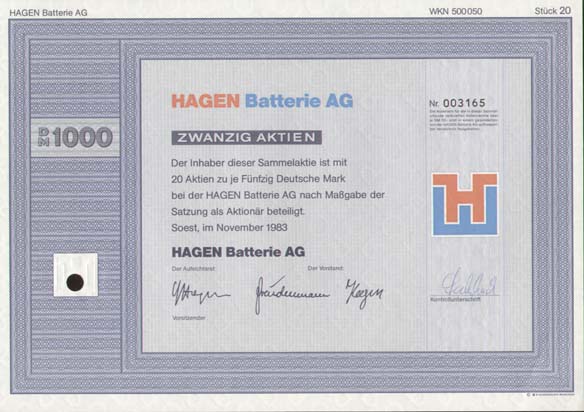 HAGEN Batterie AG
WKN 500050
Stück 20
DM 1000
HAGEN Batterie AG
Nr. 003165
ZWANZIG AKTIEN
Der Inhaber dieser Sammelaktie ist mit
20 Aktien zu je Fünfzig Deutsche Mark
bei der HAGEN Batterie AG nach Maßgabe der
Satzung als Aktionär beteiligt.
Soest, im November 1983
HAGEN Batterie AG
Der Aufsichtsrat:
Der Vorstand:
Vorsitzender
Kontrollunterschrift